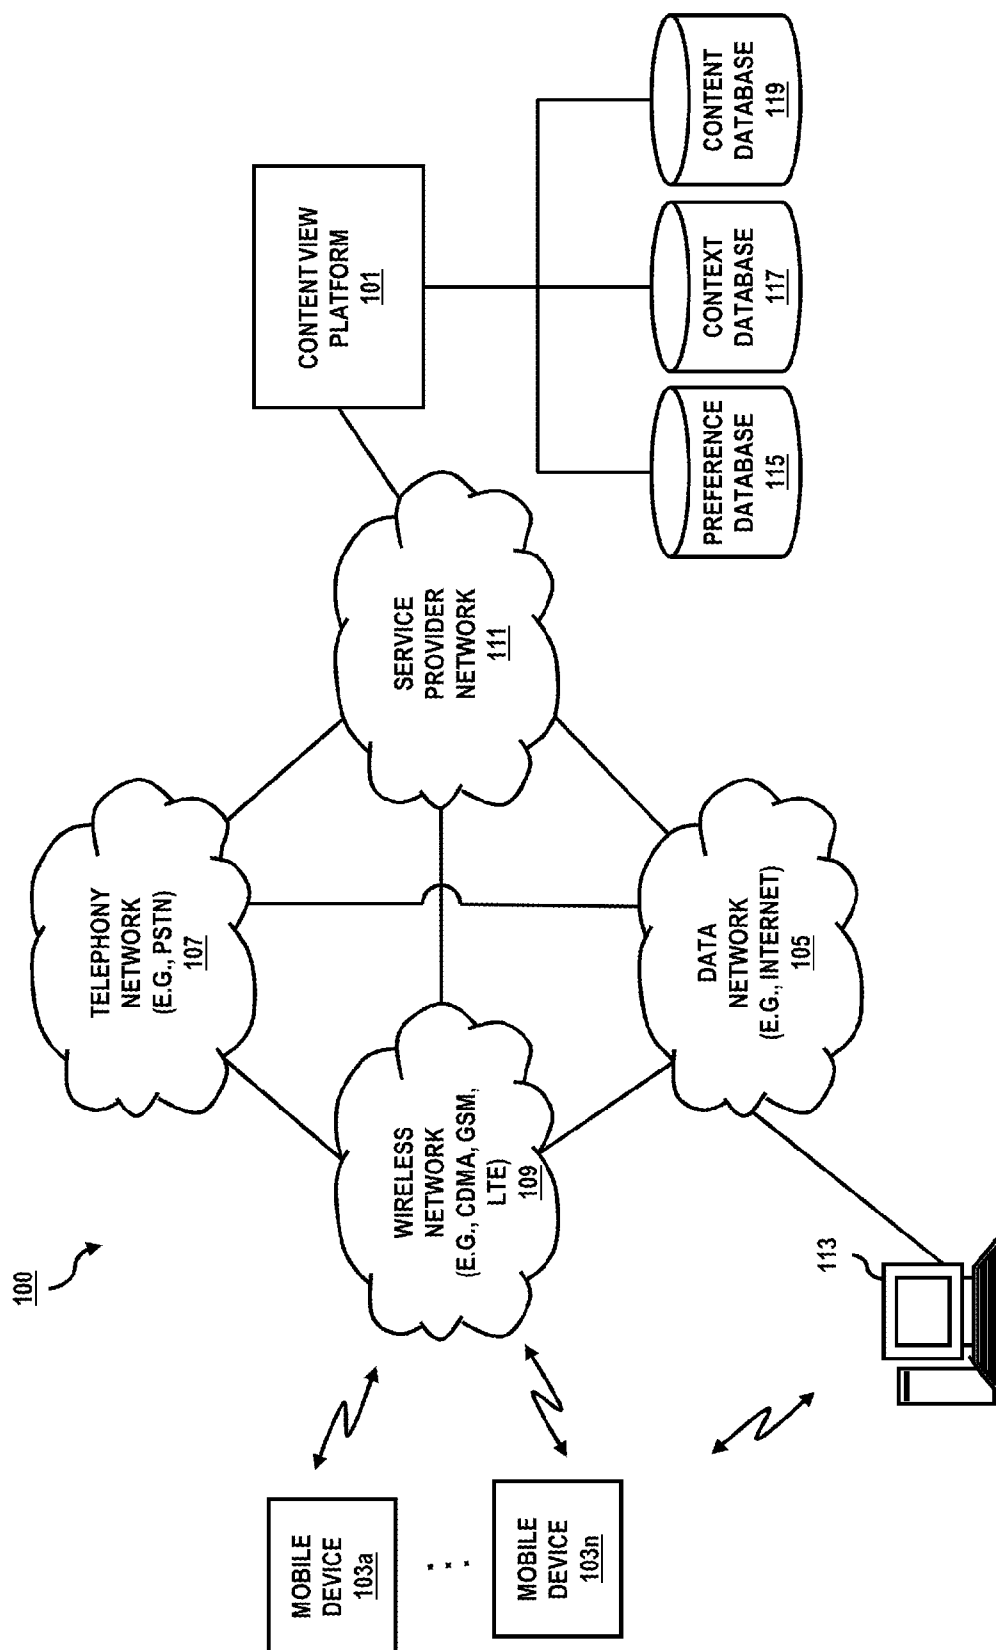 100
MOBILE
DEVICE
103a
. . .
MOBILE
DEVICE
103n
TELEPHONY
NETWORK
(E.G., PSTN)
107
WIRELESS
NETWORK
(E.G., CDMA, GSM,
LTE)
109
DATA
NETWORK
(E.G., INTERNET)
105
113
SERVICE
PROVIDER
NETWORK
111
CONTENT VIEW
PLATFORM
101
PREFERENCE
DATABASE
115
CONTEXT
DATABASE
117
CONTENT
DATABASE
119